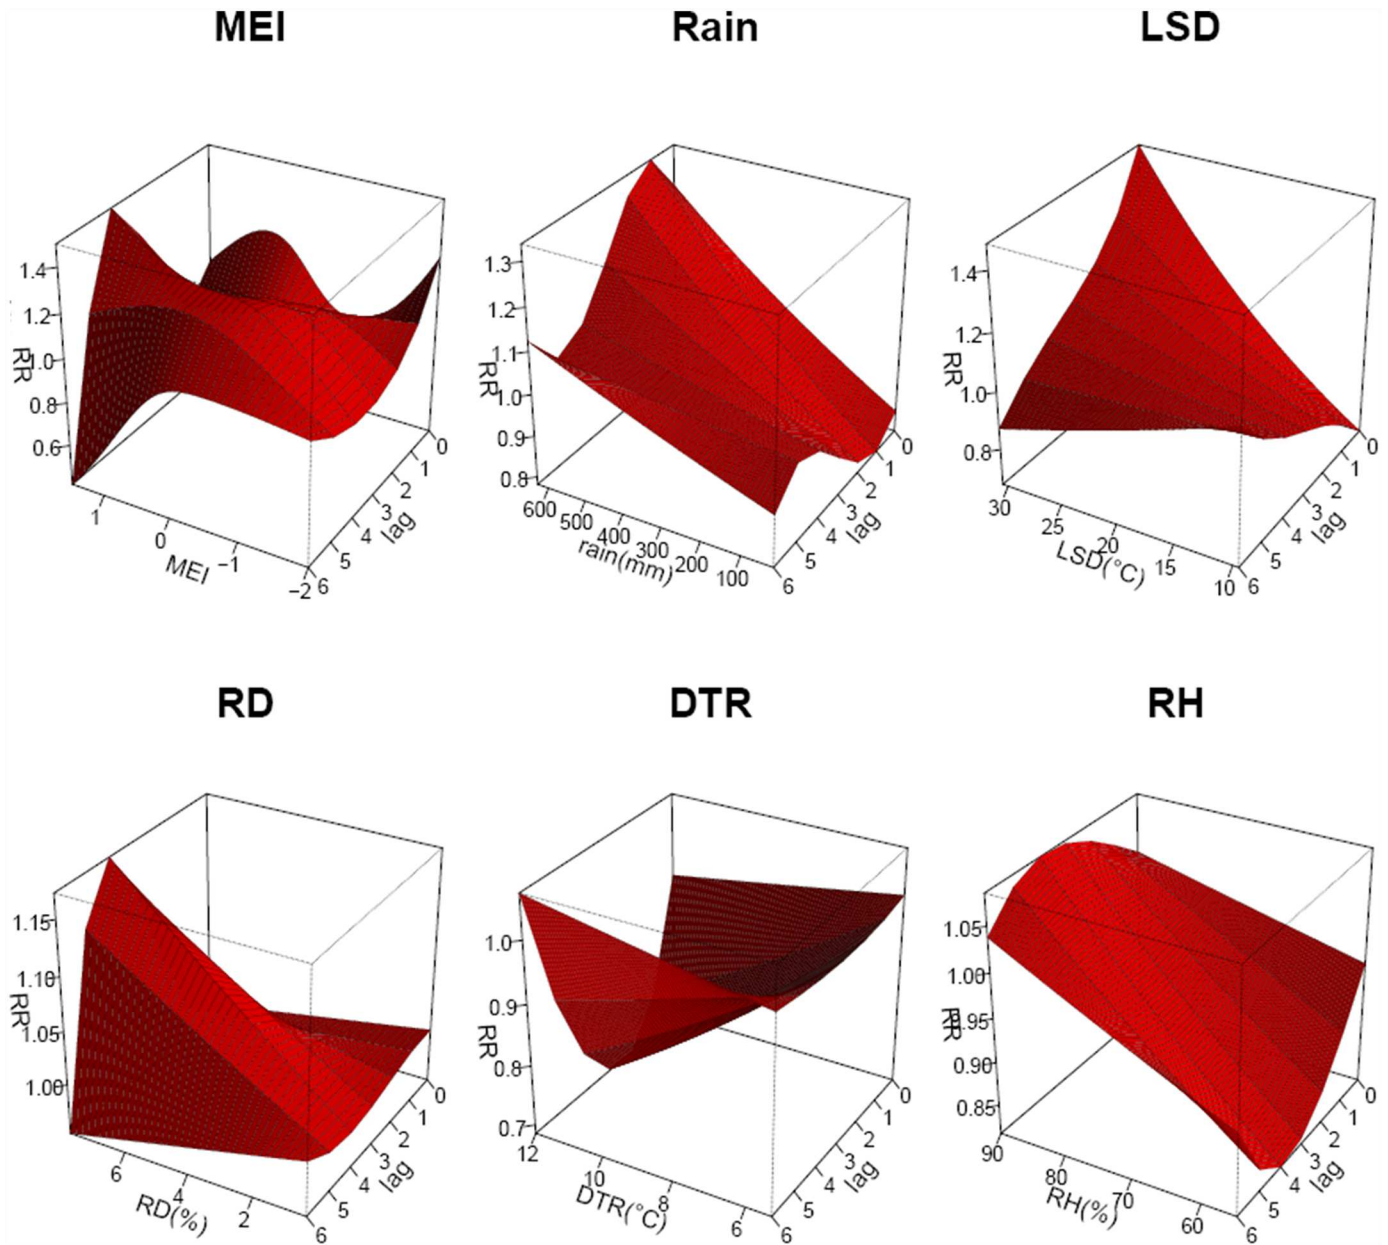 MEI Rain LSD
1.4 1.2 1.0 0.8 0.6
RR
1 0 −1 −2
MEI
6 5 4 3 2 1 0
lag
1.3 1.2 1.1 1.0 0.9 0.8
RR
600 500 400 300 200 100
rain(mm)
6 5 4 3 2 1 0
lag
1.4 1.2 1.0 0.8
RR
30 25 20 15 10
LSD(°C)
6 5 4 3 2 1 0
lag
RD DTR RH
1.15 1.10 1.05 1.00
RR
6 4 2
RD(%)
6 5 4 3 2 1 0
lag
1.0 0.9 0.8 0.7
RR
12 10 8 6
DTR(°C)
6 5 4 3 2 1 0
lag
1.05 1.00 0.95 0.90 0.85
RR
90 80 70 60
RH(%)
6 5 4 3 2 1 0
lag